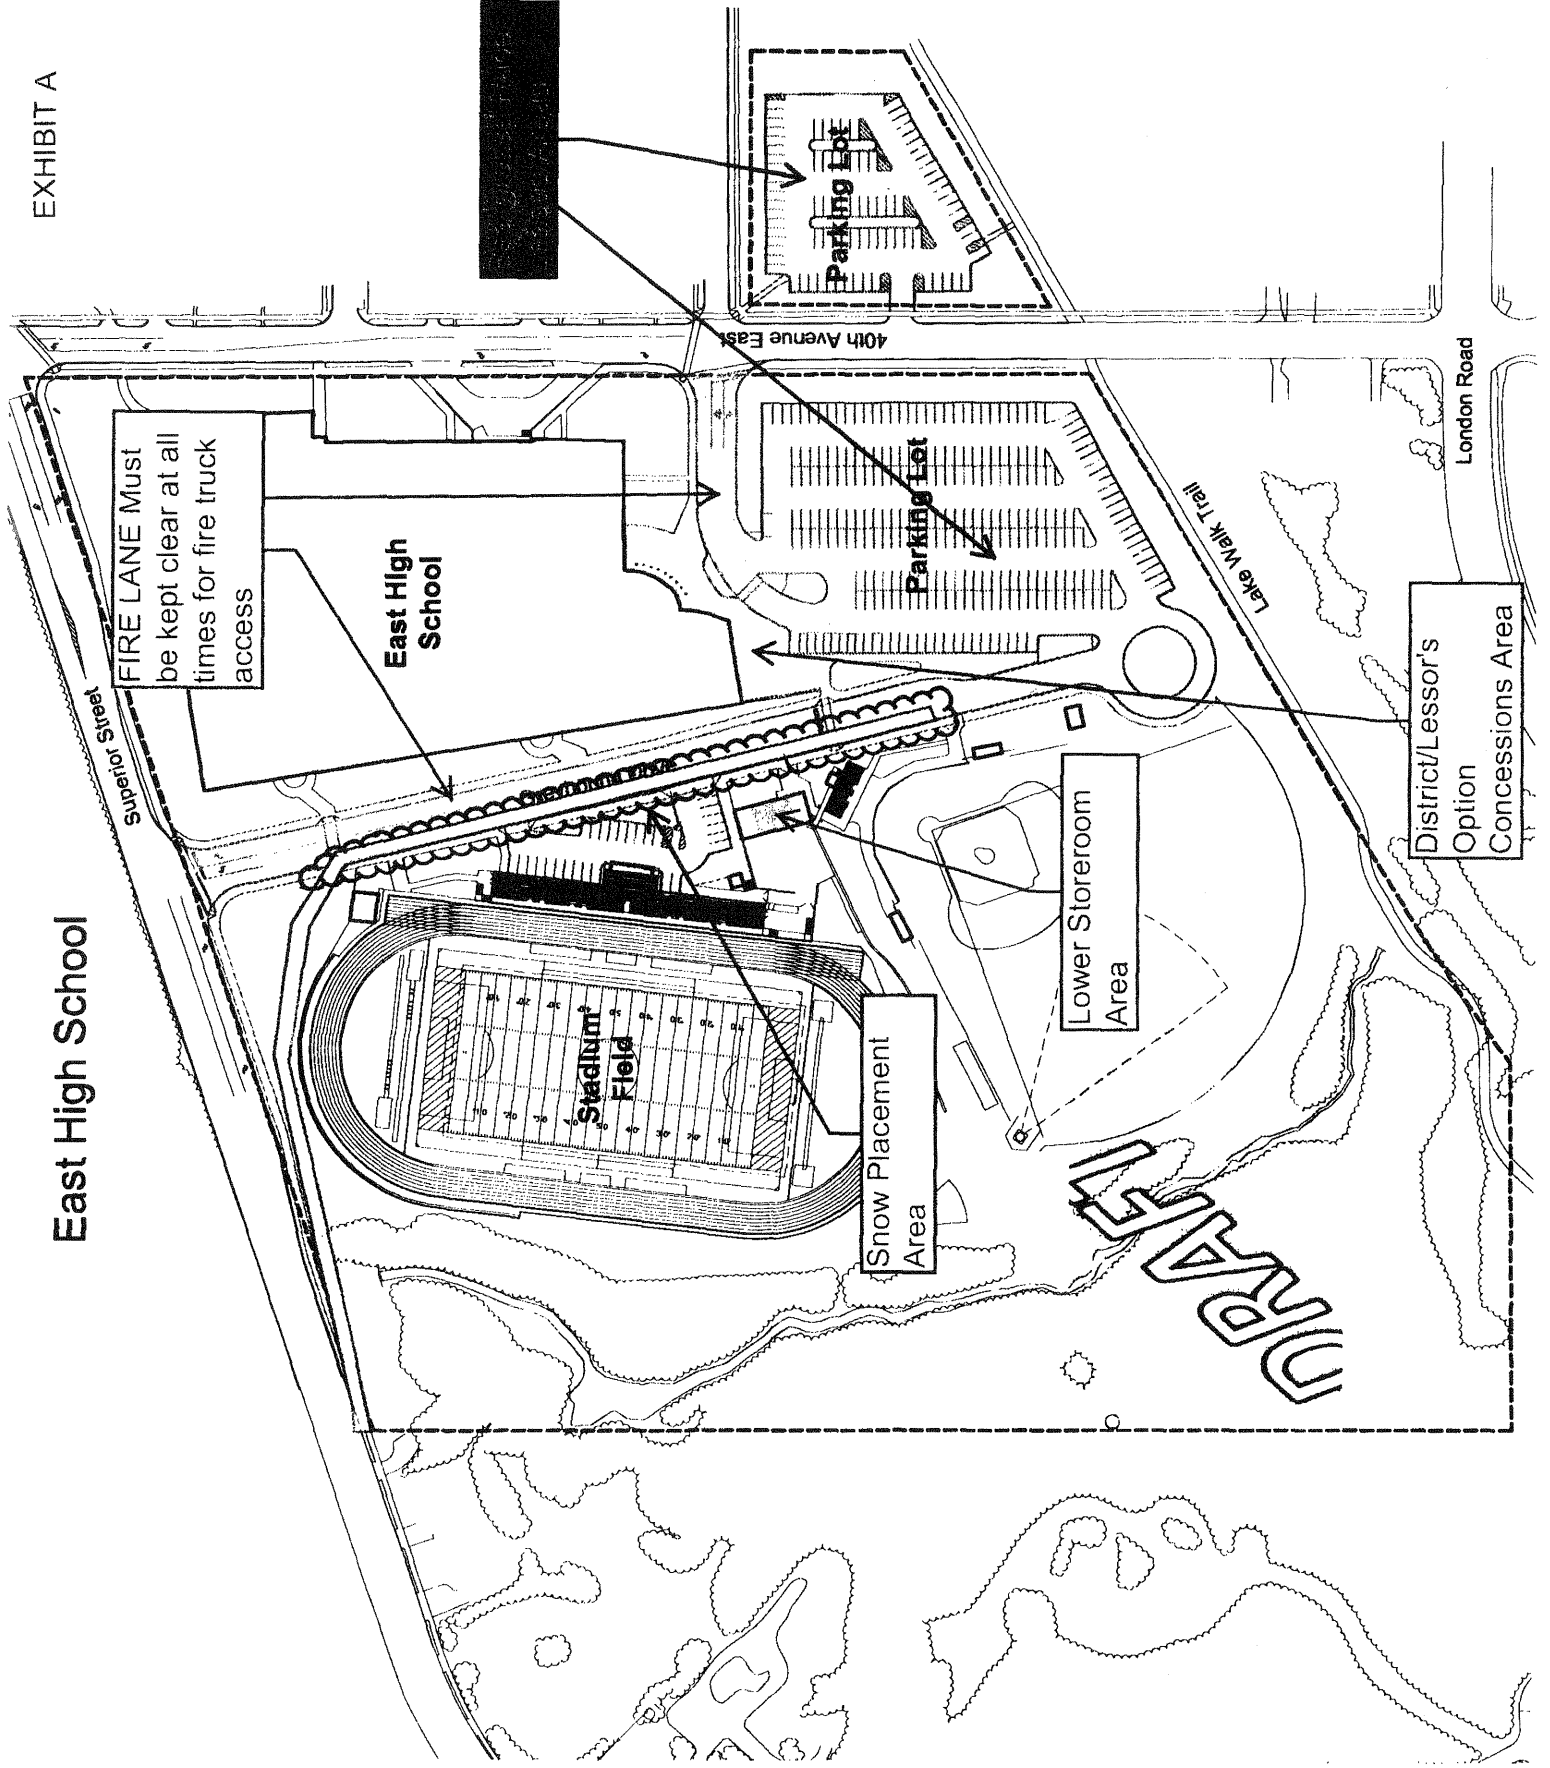 EXHIBIT A
East High School
FIRE LANE Must
be kept clear at all
times for fire truck
access
Superior Street
East High
School
40th Avenue East
Parking Lot
Parking Lot
Lake Walk Trail
London Road
District/Lessor's
Option
Concessions Area
Lower Storeroom
Area
Snow Placement
Area
Stadium
Field
DRAFT